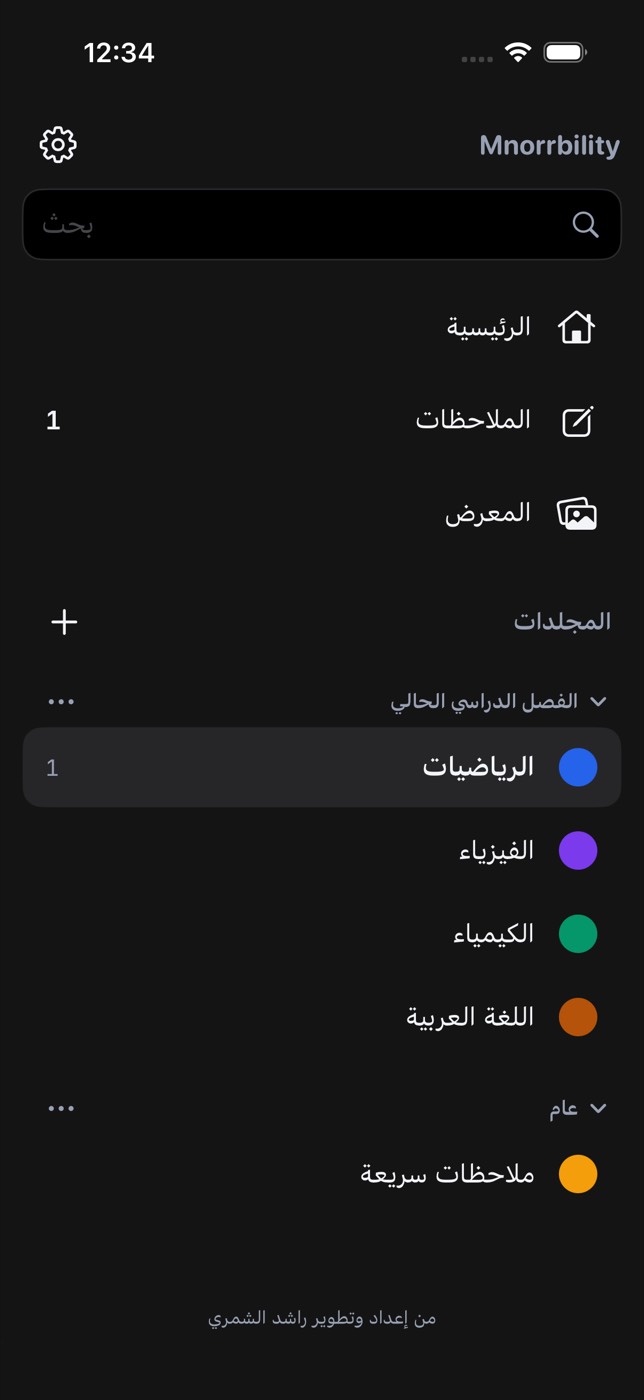 12:34
Mnorrbility
بحث
الرئيسية
الملاحظات 1
المعرض
المجلدات
الفصل الدراسي الحالي
الرياضيات 1
الفيزياء
الكيمياء
اللغة العربية
عام
ملاحظات سريعة
من إعداد وتطوير راشد الشمري